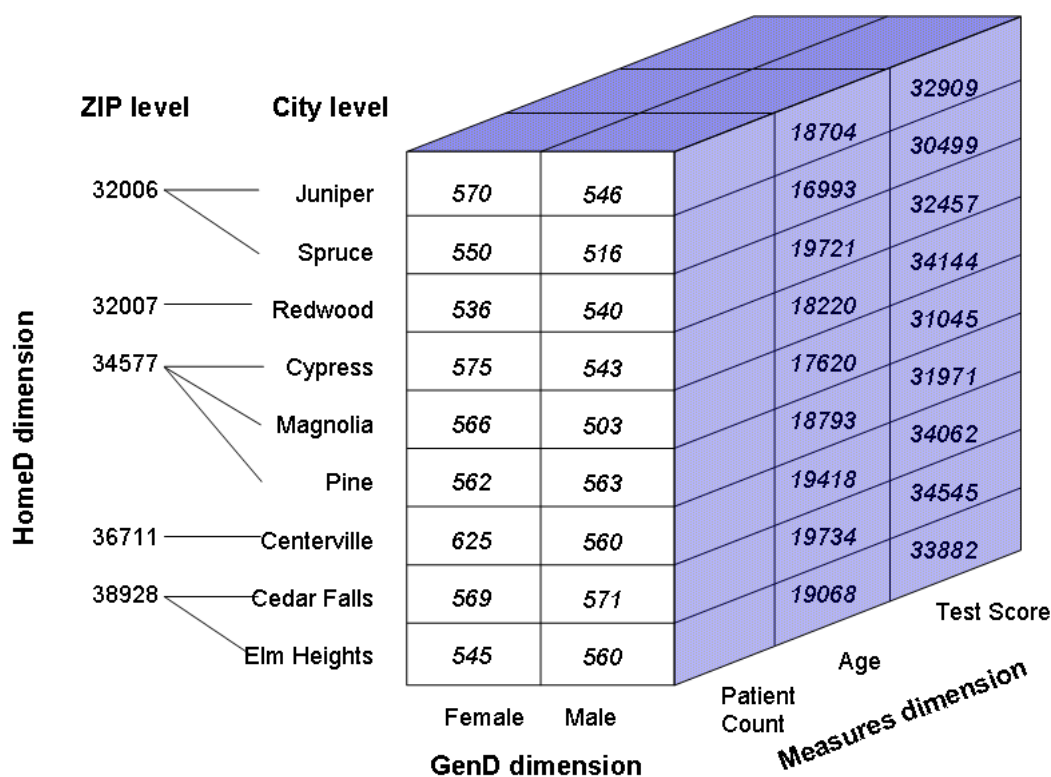 ZIP level City level
32006 Juniper 570 546 18704 32909
Spruce 550 516 16993 30499
32007 Redwood 536 540 19721 32457
34577 Cypress 575 543 18220 34144
Magnolia 566 503 17620 31045
Pine 562 563 18793 31971
36711 Centerville 625 560 19418 34062
38928 Cedar Falls 569 571 19734 34545
Elm Heights 545 560 19068 33882
HomeD dimension
Female Male
GenD dimension
Patient
Count
Age
Test Score
Measures dimension